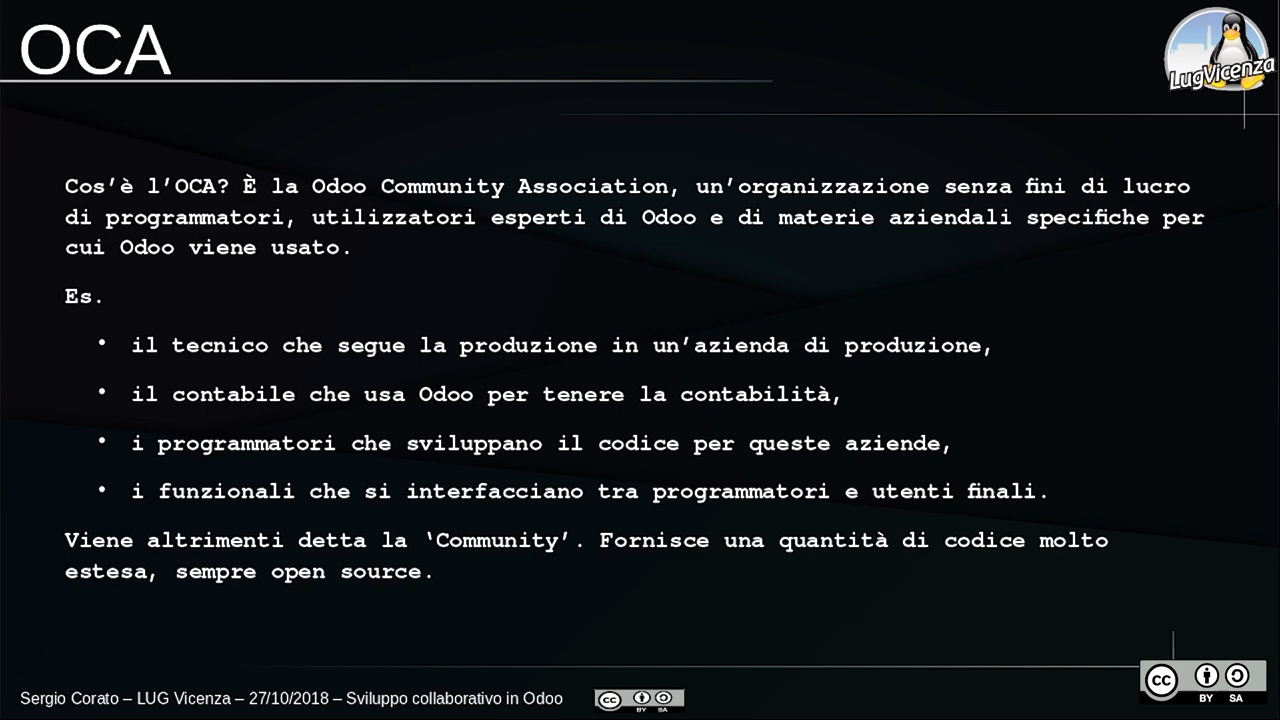 OCA
LugVicenza
Cos’è l’OCA? È la Odoo Community Association, un’organizzazione senza fini di lucro
di programmatori, utilizzatori esperti di Odoo e di materie aziendali specifiche per
cui Odoo viene usato.
Es.
• il tecnico che segue la produzione in un’azienda di produzione,
• il contabile che usa Odoo per tenere la contabilità,
• i programmatori che sviluppano il codice per queste aziende,
• i funzionali che si interfacciano tra programmatori e utenti finali.
Viene altrimenti detta la ‘Community’. Fornisce una quantità di codice molto
estesa, sempre open source.
Sergio Corato – LUG Vicenza – 27/10/2018 – Sviluppo collaborativo in Odoo
cc BY SA
cc BY SA